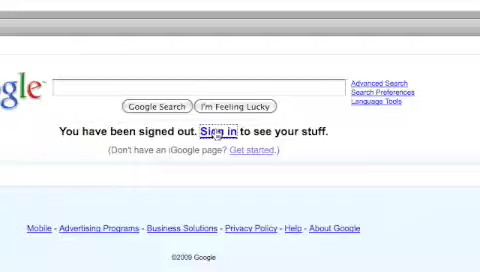 gle™
Advanced Search
Search Preferences
Language Tools
Google Search I'm Feeling Lucky
You have been signed out. Sign in to see your stuff.
(Don't have an iGoogle page? Get started.)
Mobile - Advertising Programs - Business Solutions - Privacy Policy - Help - About Google
©2009 Google